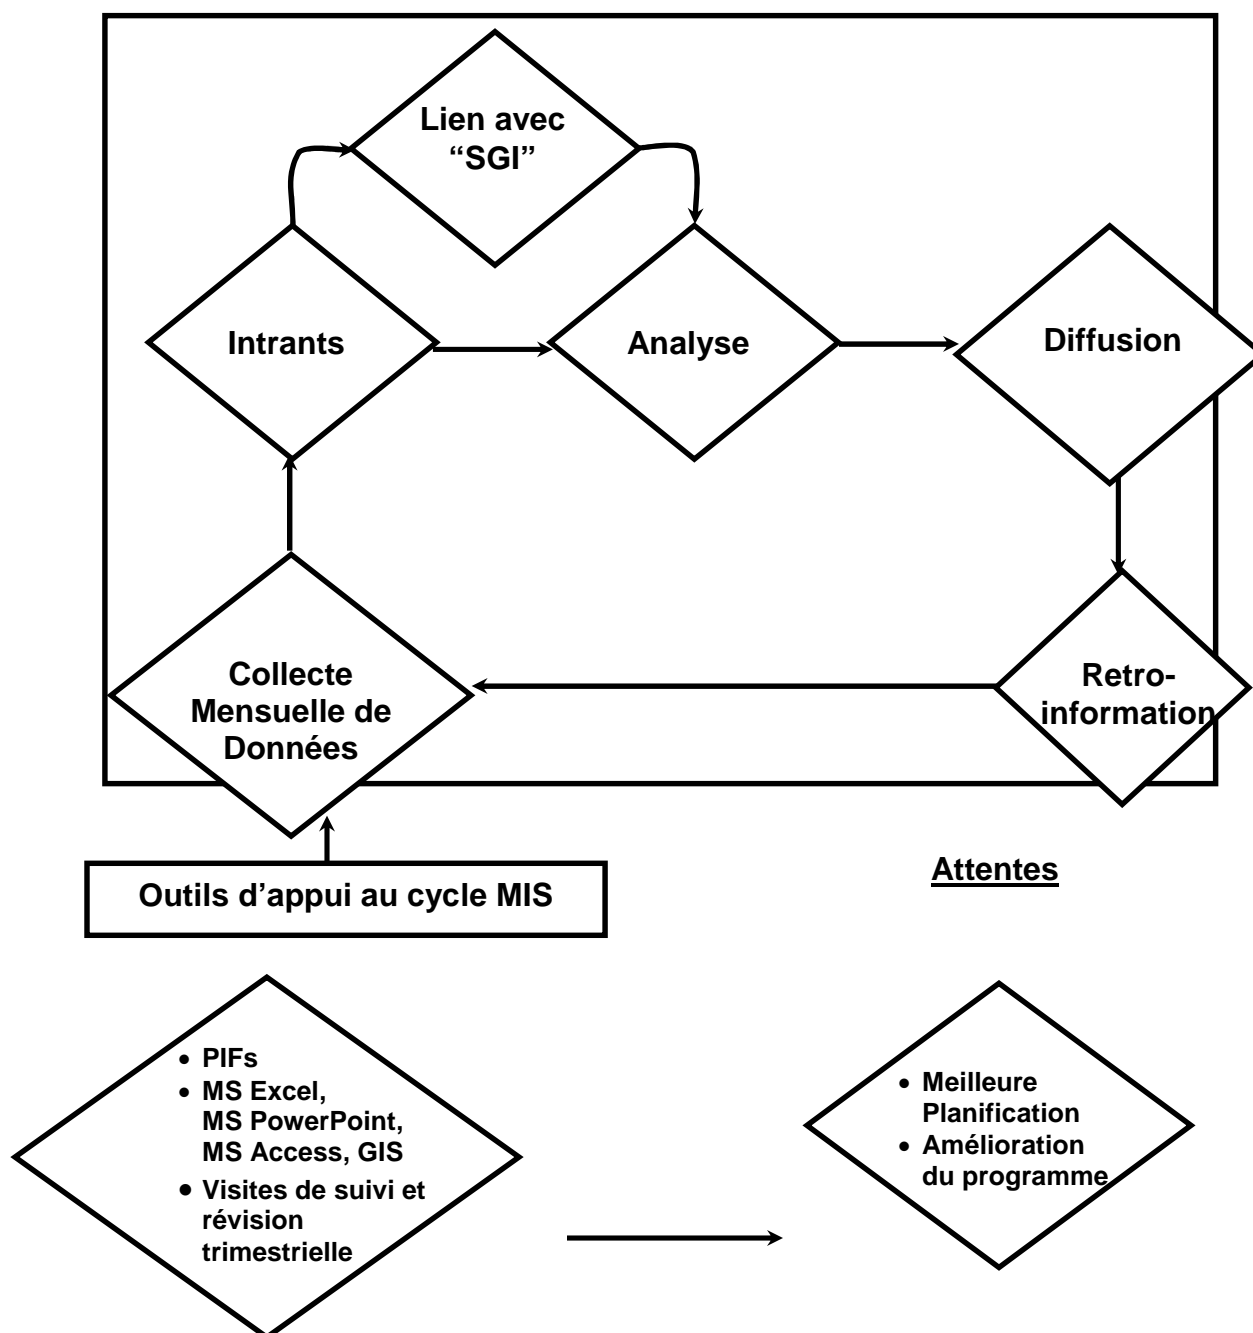 Lien avec
“SGI”
Intrants
Analyse
Diffusion
Collecte
Mensuelle de
Données
Retro-
information
Attentes
Outils d’appui au cycle MIS
• PIFs
• MS Excel,
MS PowerPoint,
MS Access, GIS
• Visites de suivi et
révision
trimestrielle
• Meilleure
Planification
• Amélioration
du programme